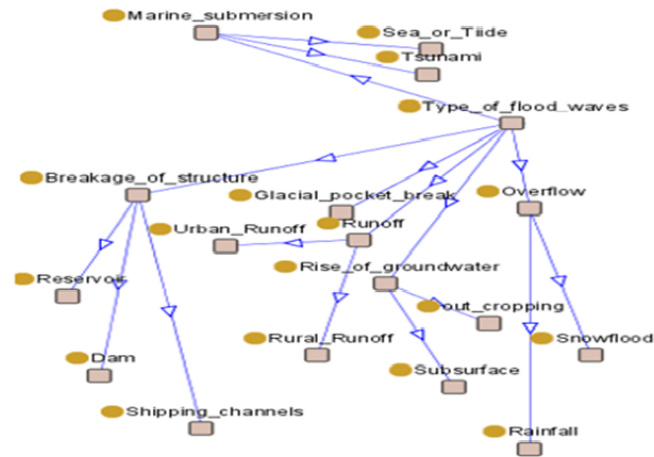 Marine_submersion
Sea_or_Tiide
Tsunami
Type_of_flood_waves
Breakage_of_structure
Glacial_pocket_break
Overflow
Urban_Runoff
Runoff
Rise_of_groundwater
Reservoir
out_cropping
Rural_Runoff
Snowflood
Dam
Subsurface
Shipping_channels
Rainfall